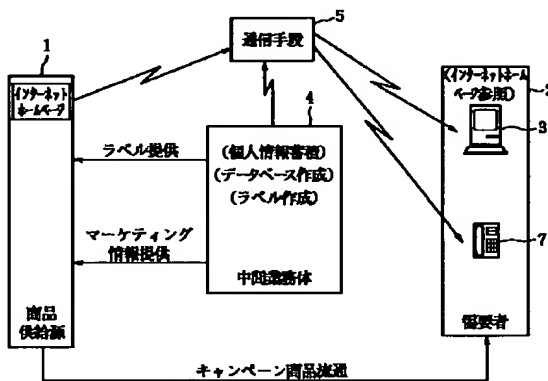 1
インターネット
ホームページ
通信手段
5
4
(個人情報蓄積)
(データベース作成)
(ラベル作成)
中間業務体
ラベル提供
マーケティング
情報提供
商品
供給源
(インターネットホーム
ページ参照)
2
3
7
需要者
キャンペーン商品流通